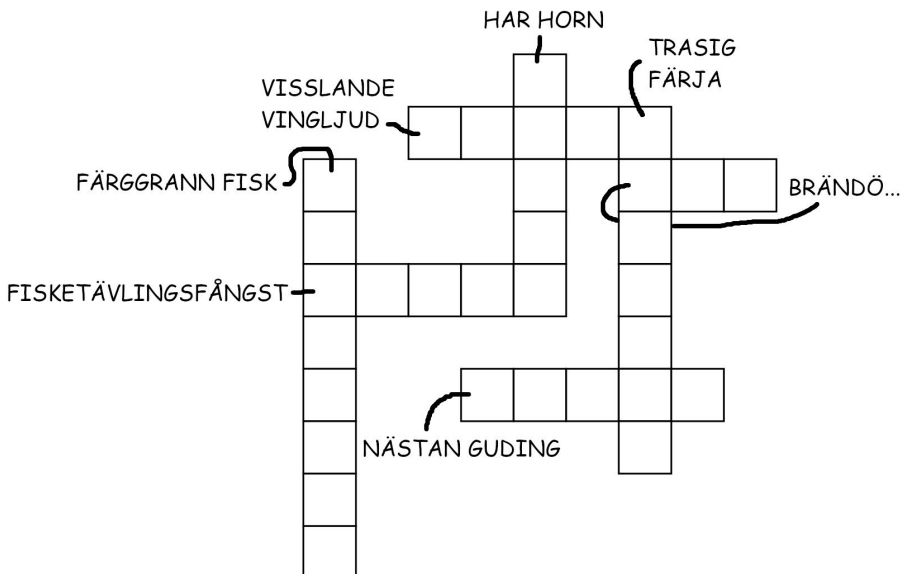 HAR HORN
TRASIG
FÄRJA
VISSLANDE
VINGLJUD
FÄRGGRANN FISK
BRÄNDÖ...
FISKETÄVLINGSFÅNGST
NÄSTAN GUDING